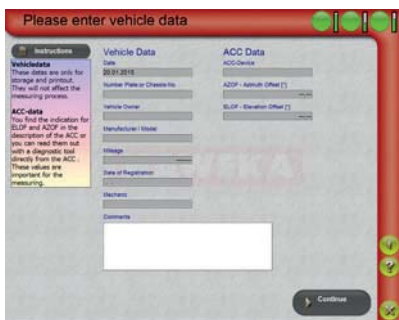 Please enter vehicle data
Instructions
Vehicledata
These datas are only for
storage and printout.
They will not affect the
measuring process.
ACC-data
You find the indication for
ELOF and AZOF in the
description of the ACC or
you can read them out
with a diagnostic tool
directly from the ACC .
These values are
important for the
measuring.
Vehicle Data
Date
20.01.2015
Number Plate or Chassis-No.
Vehicle Owner
Manufacturer / Model
Mileage
Date of Registration
Mechanic
Comments
ACC Data
ACC-Device
AZOF - Azimuth Offset [°]
--,--
ELOF - Elevation Offset [°]
--,--
Continue
?